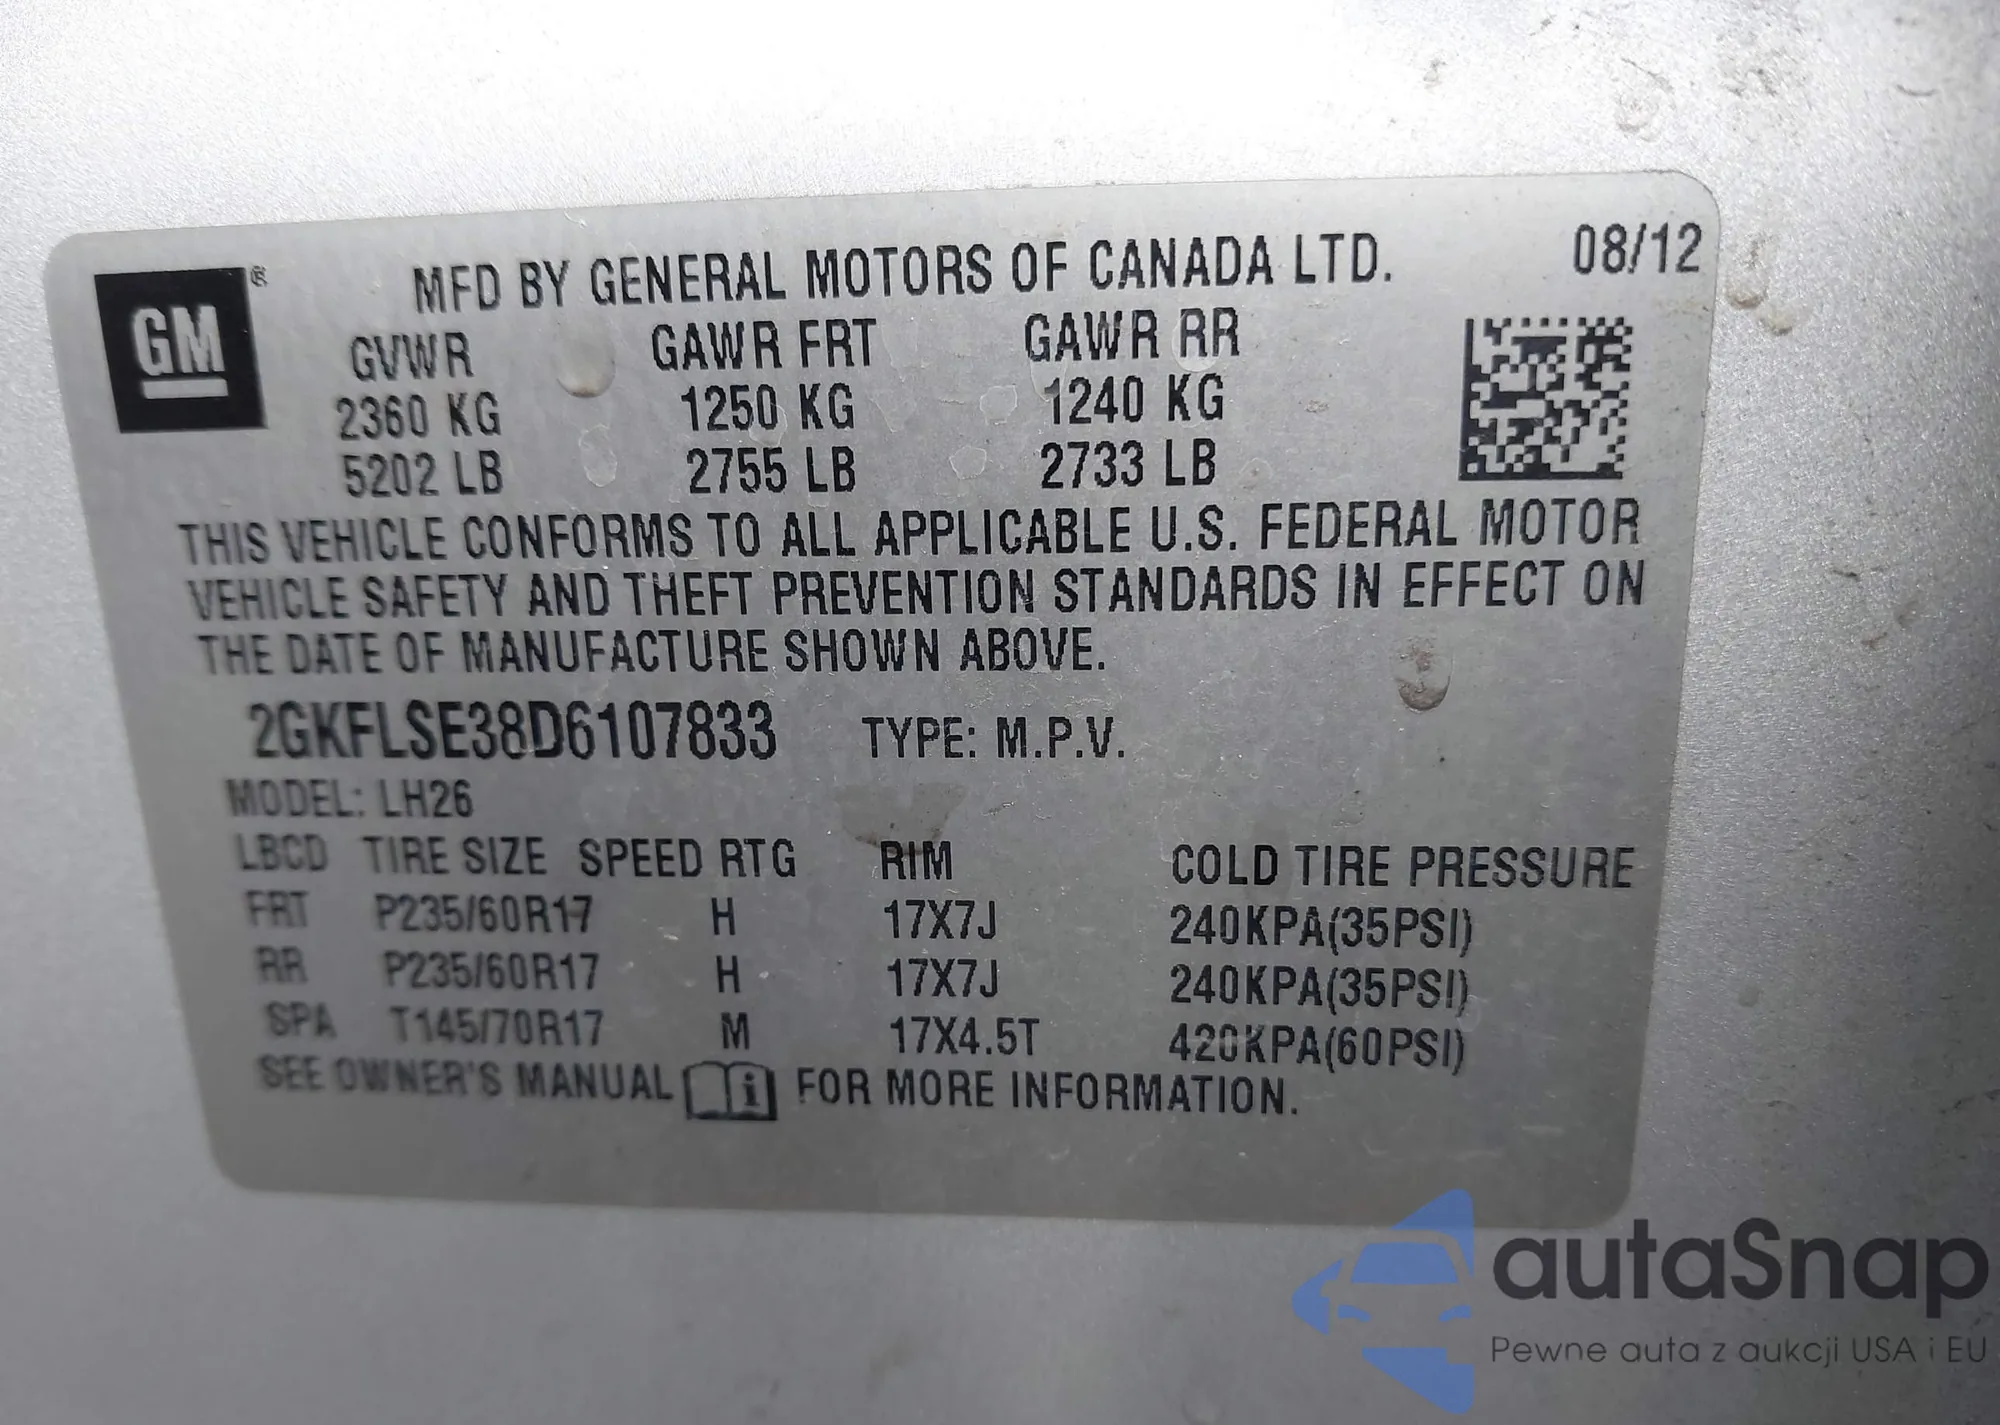 GM ®
MFD BY GENERAL MOTORS OF CANADA LTD. 08/12
GVWR GAWR FRT GAWR RR
2360 KG 1250 KG 1240 KG
5202 LB 2755 LB 2733 LB
THIS VEHICLE CONFORMS TO ALL APPLICABLE U.S. FEDERAL MOTOR
VEHICLE SAFETY AND THEFT PREVENTION STANDARDS IN EFFECT ON
THE DATE OF MANUFACTURE SHOWN ABOVE.
2GKFLSE38D6107833 TYPE: M.P.V.
MODEL: LH26
LBCD TIRE SIZE SPEED RTG RIM COLD TIRE PRESSURE
FRT P235/60R17 H 17X7J 240KPA(35PSI)
RR P235/60R17 H 17X7J 240KPA(35PSI)
SPA T145/70R17 M 17X4.5T 420KPA(60PSI)
SEE OWNER'S MANUAL i FOR MORE INFORMATION.
autaSnap
Pewne auta z aukcji USA i EU